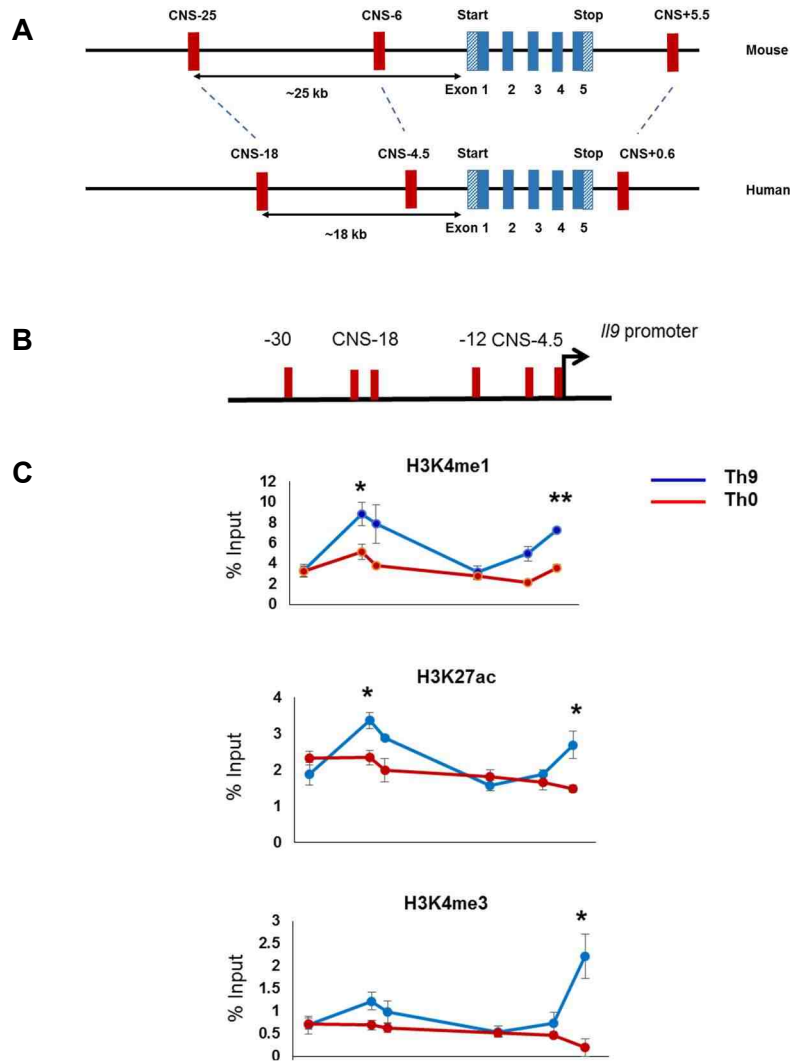 A
CNS-25 CNS-6 Start Stop CNS+5.5
Mouse
~25 kb Exon 1 2 3 4 5
CNS-18 CNS-4.5 Start Stop CNS+0.6
Human
~18 kb Exon 1 2 3 4 5
B
-30 CNS-18 -12 CNS-4.5 Il9 promoter
C
H3K4me1
Th9
Th0
* **
% Input
12
10
8
6
4
2
0
H3K27ac
* *
% Input
4
3
2
1
0
H3K4me3
*
% Input
3
2.5
2
1.5
1
0.5
0